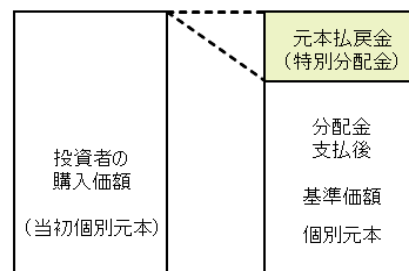 投資者の
購入価額
(当初個別元本)
元本払戻金
(特別分配金)
分配金
支払後
基準価額
個別元本